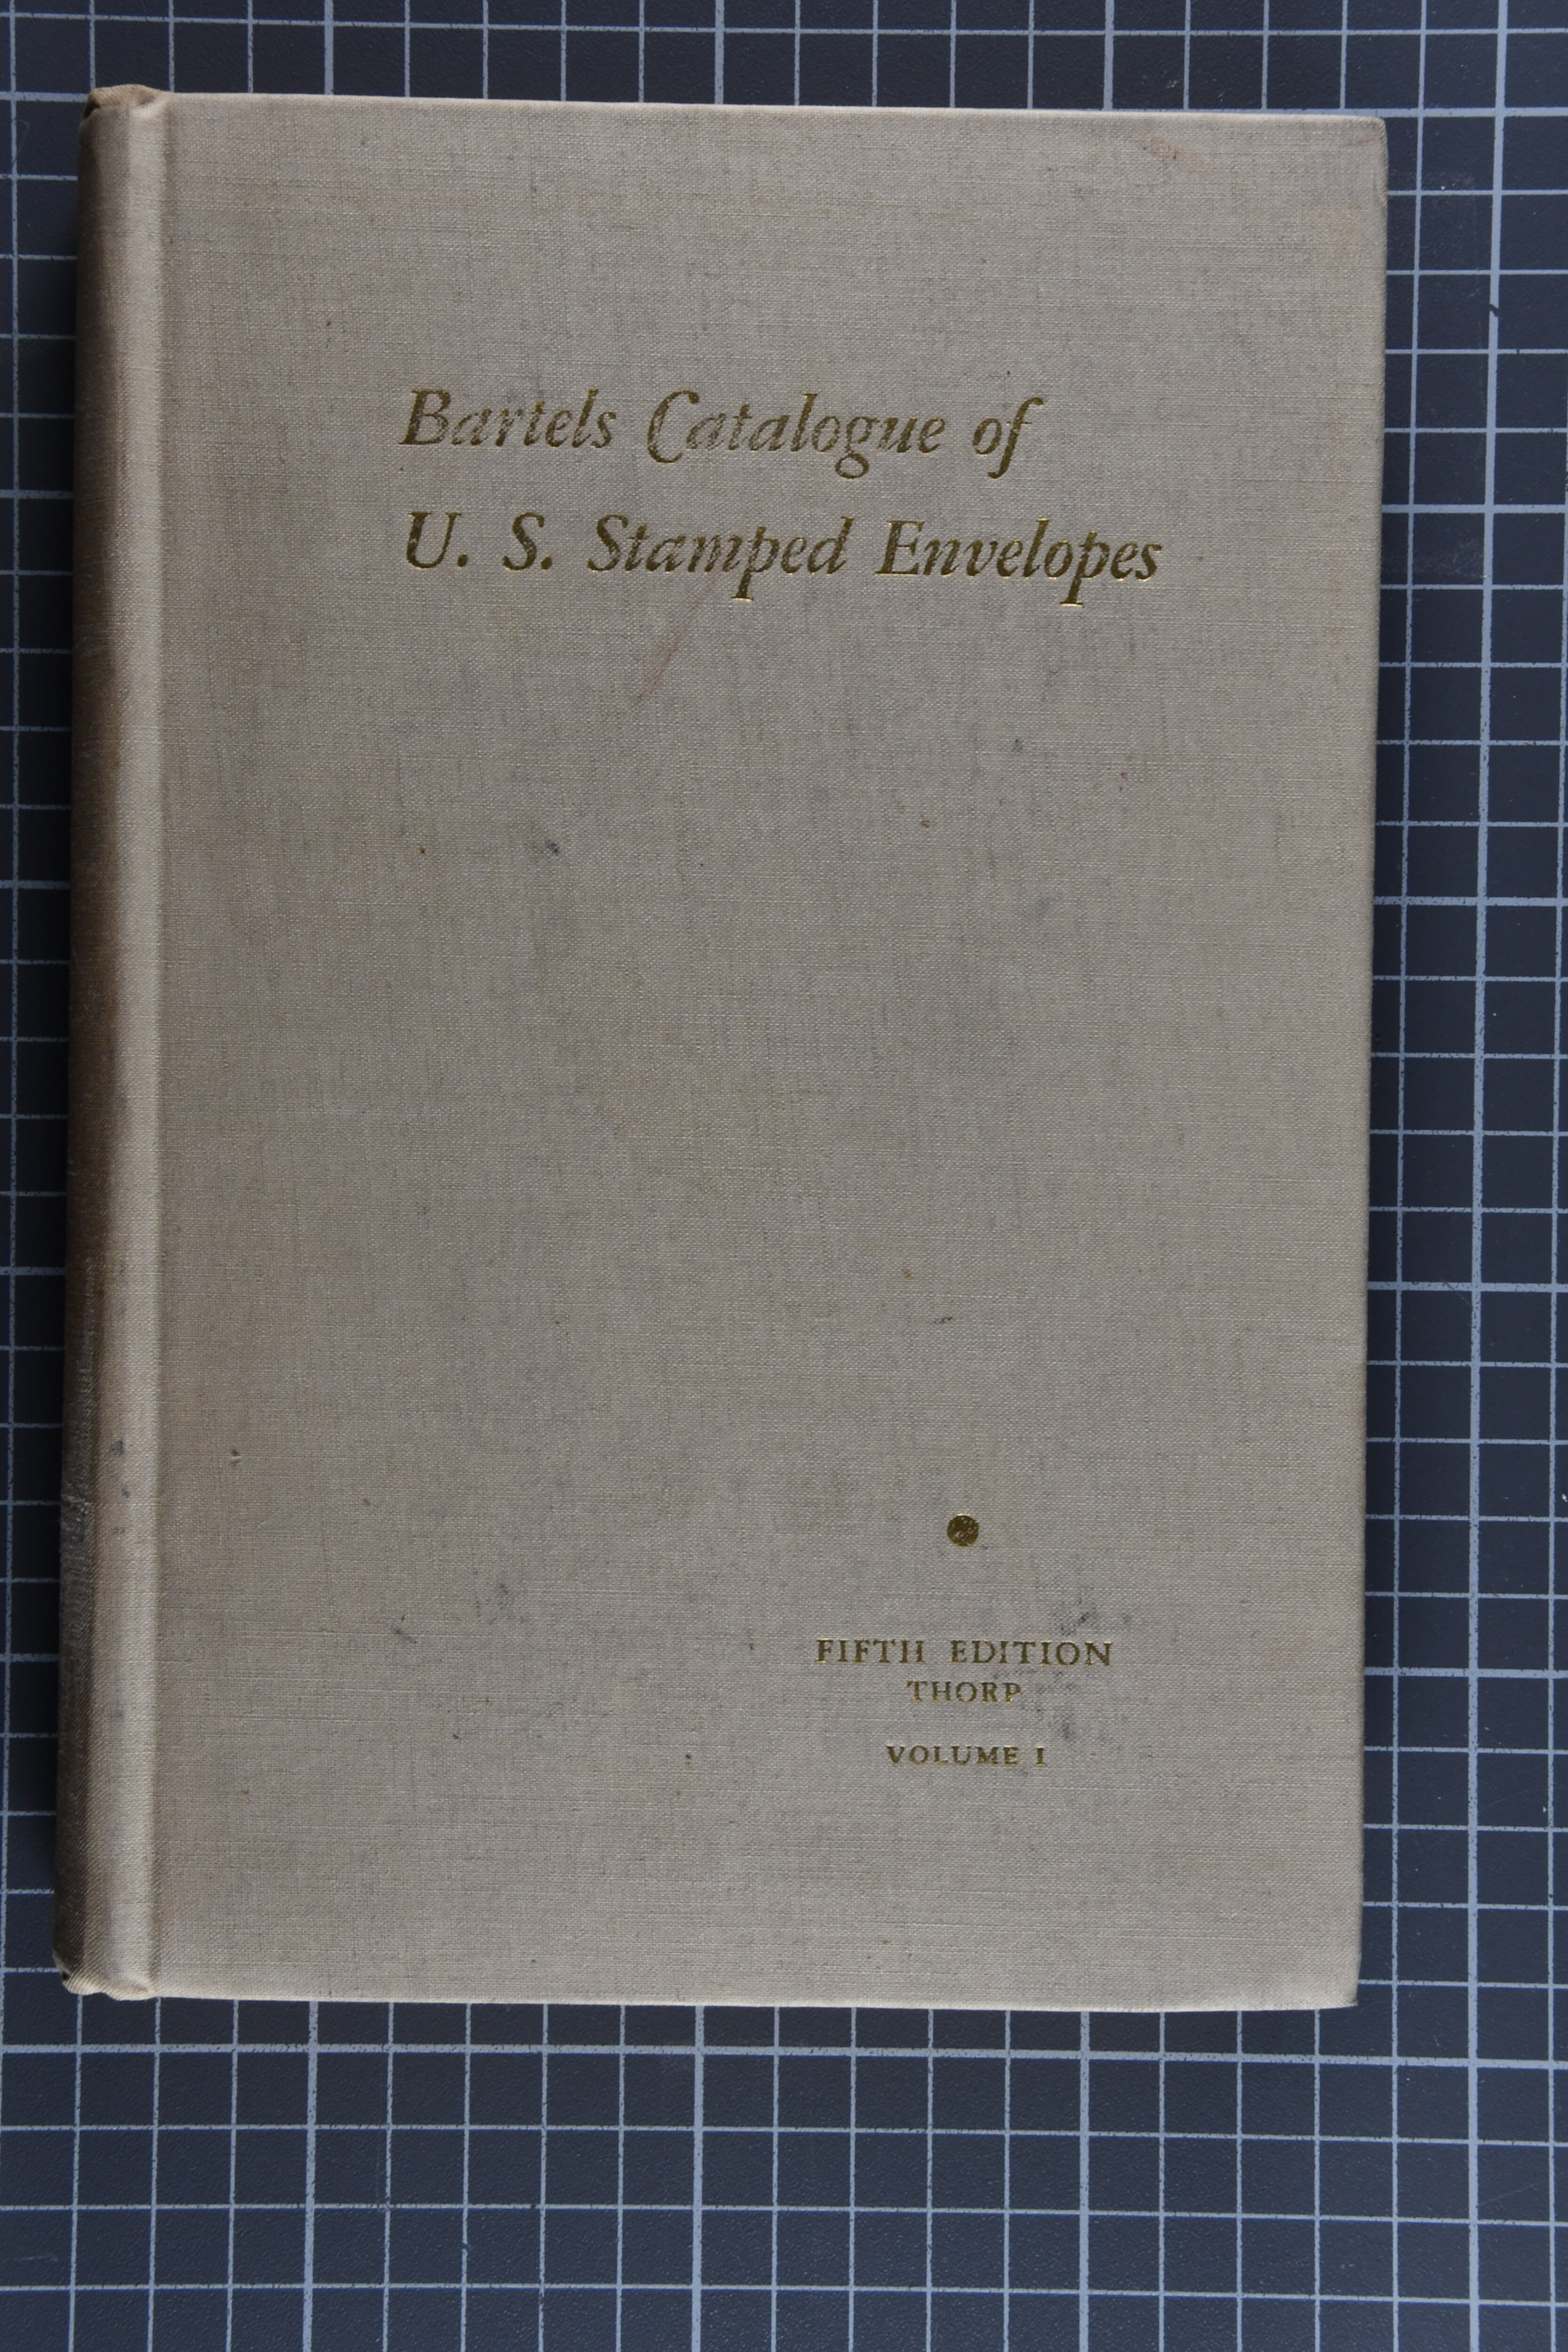 Bartels Catalogue of
U. S. Stamped Envelopes
FIFTH EDITION
THORP
VOLUME I